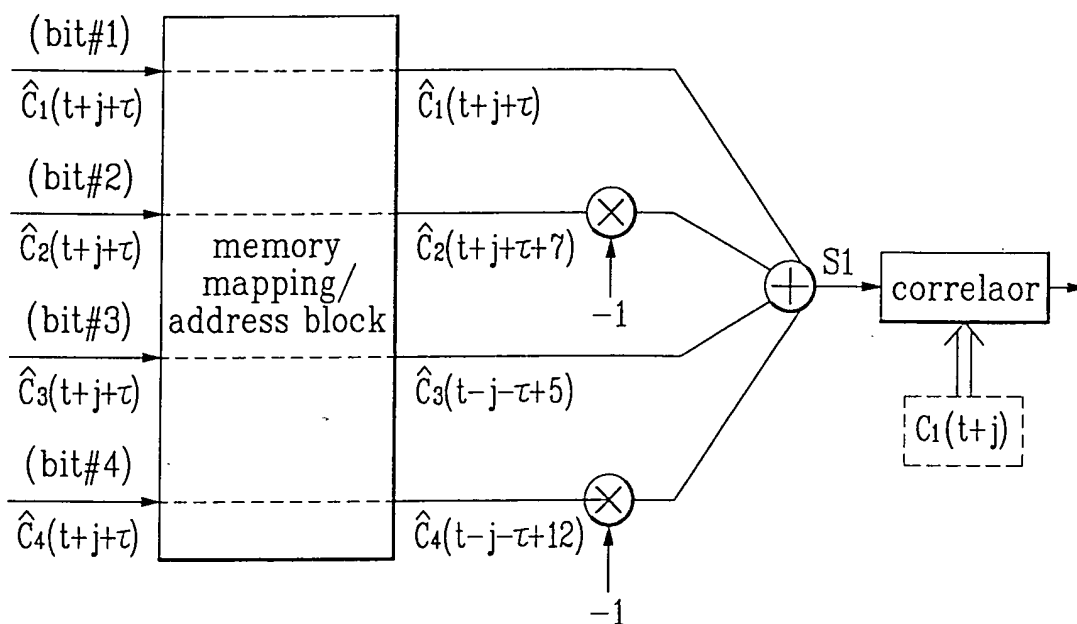 (bit#1)
Ĉ1(t+j+τ)
Ĉ1(t+j+τ)
(bit#2)
Ĉ2(t+j+τ)
Ĉ2(t+j+τ+7)
×
-1
memory
mapping/
address block
(bit#3)
Ĉ3(t+j+τ)
Ĉ3(t-j-τ+5)
(bit#4)
Ĉ4(t+j+τ)
Ĉ4(t-j-τ+12)
×
-1
+
S1
correlaor
C1(t+j)